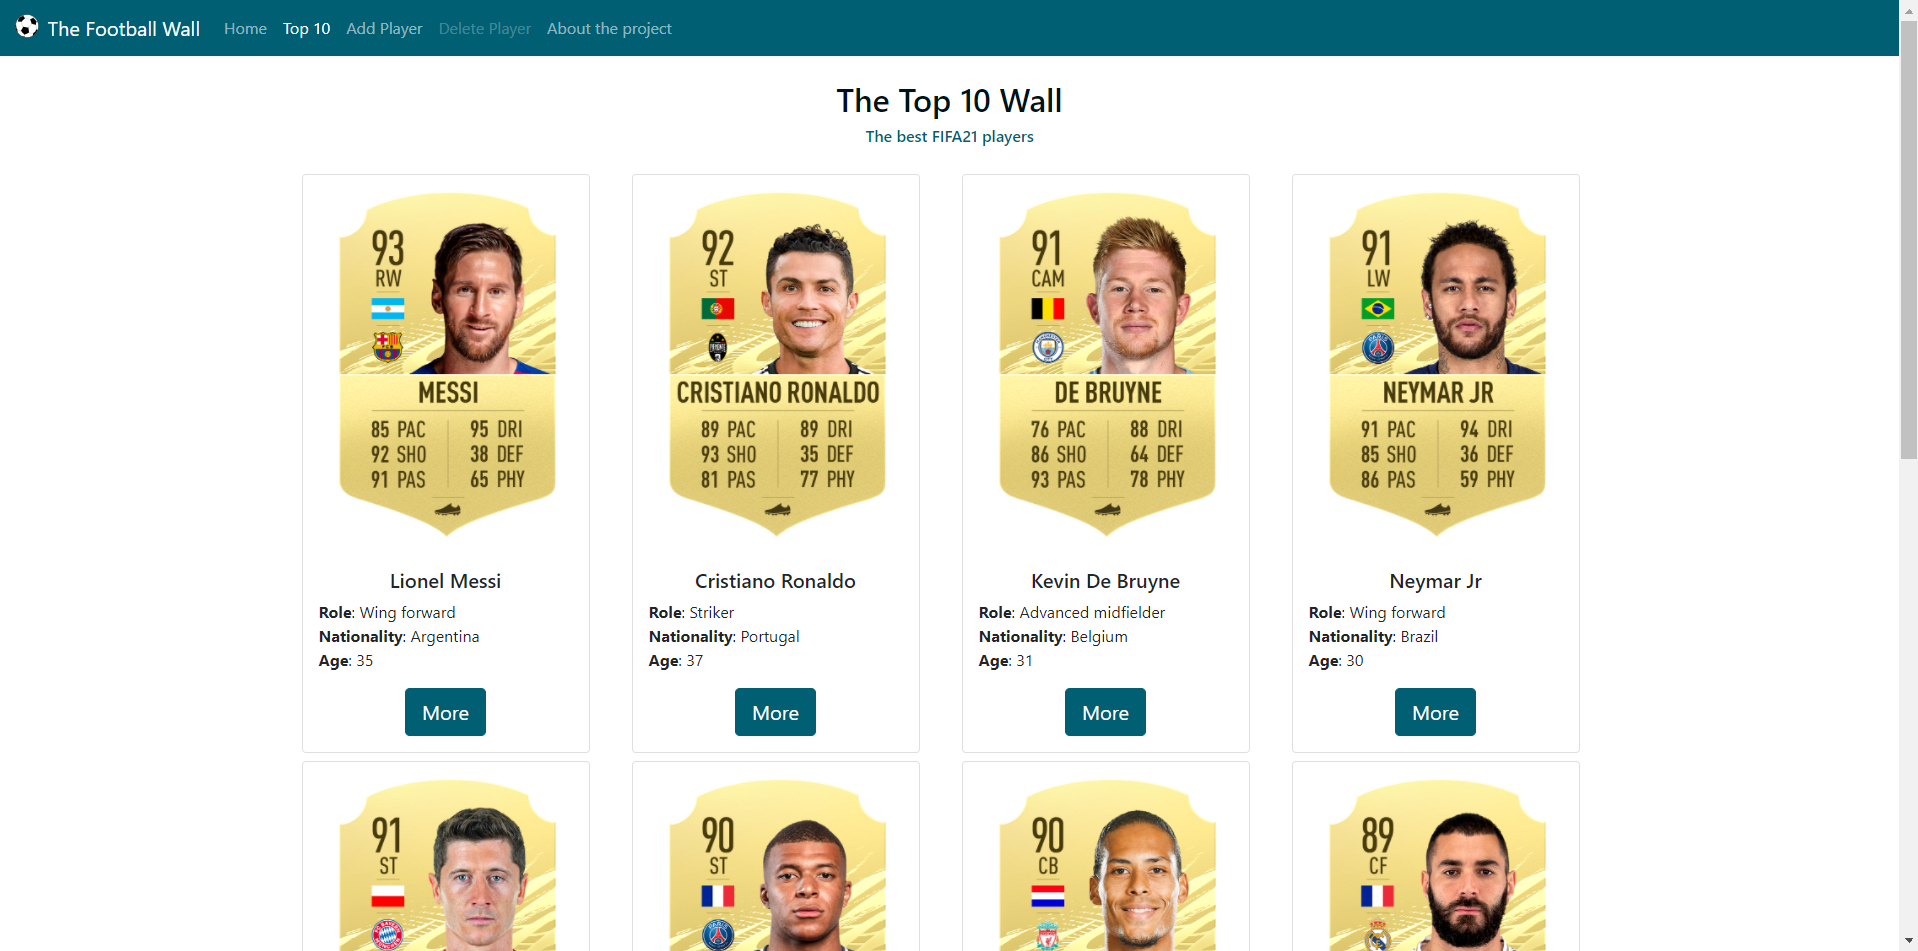 The Football Wall Home Top 10 Add Player Delete Player About the project
The Top 10 Wall
The best FIFA21 players
93
RW
MESSI
85 PAC 95 DRI
92 SHO 38 DEF
91 PAS 65 PHY
Lionel Messi
Role: Wing forward
Nationality: Argentina
Age: 35
More
92
ST
CRISTIANO RONALDO
89 PAC 89 DRI
93 SHO 35 DEF
81 PAS 77 PHY
Cristiano Ronaldo
Role: Striker
Nationality: Portugal
Age: 37
More
91
CAM
DE BRUYNE
76 PAC 88 DRI
86 SHO 64 DEF
93 PAS 78 PHY
Kevin De Bruyne
Role: Advanced midfielder
Nationality: Belgium
Age: 31
More
91
LW
NEYMAR JR
91 PAC 94 DRI
85 SHO 36 DEF
86 PAS 59 PHY
Neymar Jr
Role: Wing forward
Nationality: Brazil
Age: 30
More
91
ST
90
ST
90
CB
89
CF